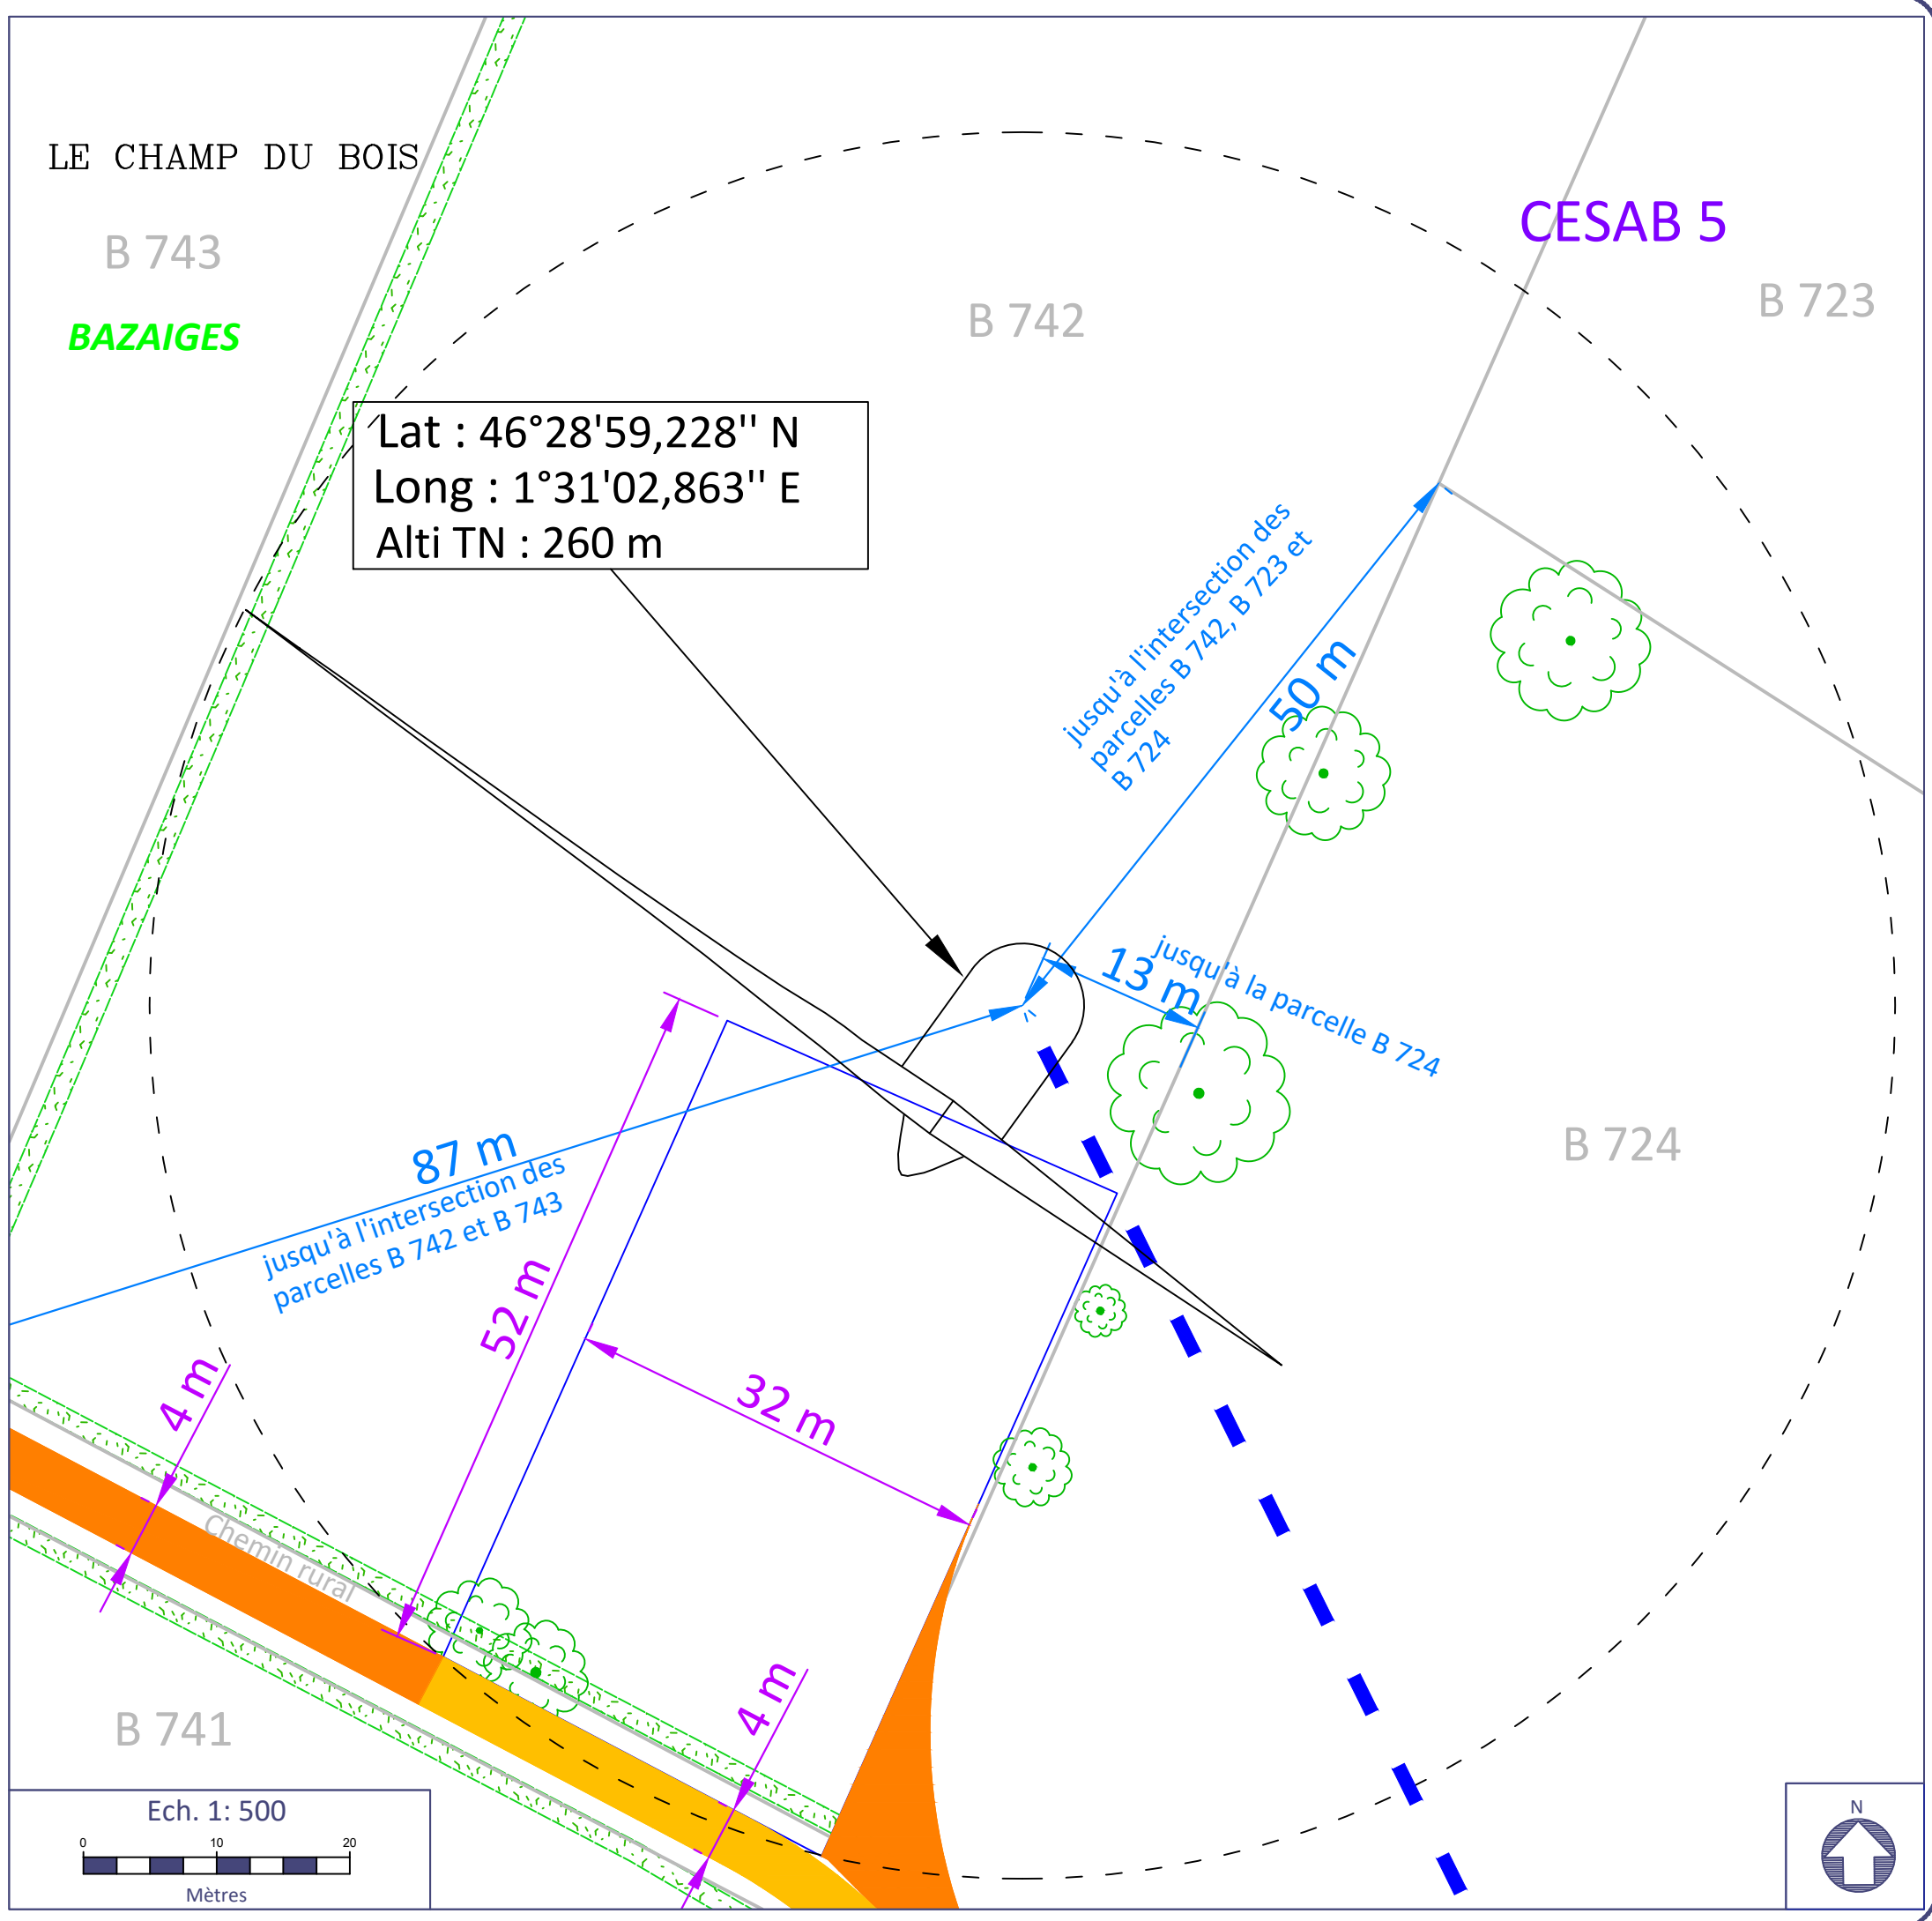 LE CHAMP DU BOIS
B 743
BAZAIGES
CESAB 5
B 742
B 723
Lat : 46°28'59,228'' N
Long : 1°31'02,863'' E
Alti TN : 260 m
jusqu'à l'intersection des
parcelles B 742, B 723 et
B 724
50 m
13 m
jusqu'à la parcelle B 724
B 724
87 m
jusqu'à l'intersection des
parcelles B 742 et B 743
52 m
32 m
4 m
Chemin rural
4 m
B 741
Ech. 1: 500
0 10 20
Mètres
N